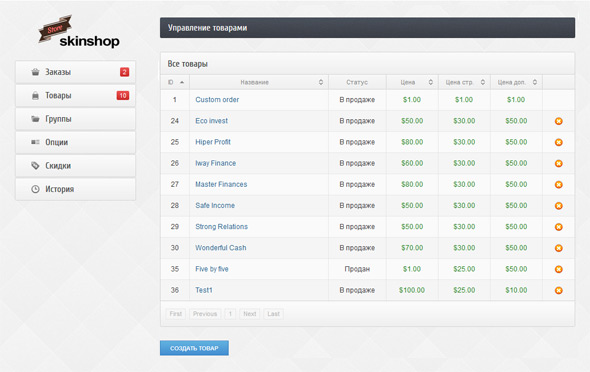 Store
skinshop
Заказы 2
Товары 10
Группы
Опции
Скидки
История
Управление товарами
Все товары
ID Название Статус Цена Цена стр. Цена доп.
1 Custom order В продаже $1.00 $1.00 $1.00
24 Eco invest В продаже $50.00 $30.00 $50.00
25 Hiper Profit В продаже $80.00 $30.00 $50.00
26 Iway Finance В продаже $60.00 $30.00 $50.00
27 Master Finances В продаже $80.00 $30.00 $50.00
28 Safe Income В продаже $50.00 $30.00 $50.00
29 Strong Relations В продаже $50.00 $30.00 $50.00
30 Wonderful Cash В продаже $70.00 $30.00 $50.00
35 Five by five Продан $1.00 $25.00 $50.00
36 Test1 В продаже $100.00 $25.00 $10.00
First Previous 1 Next Last
СОЗДАТЬ ТОВАР